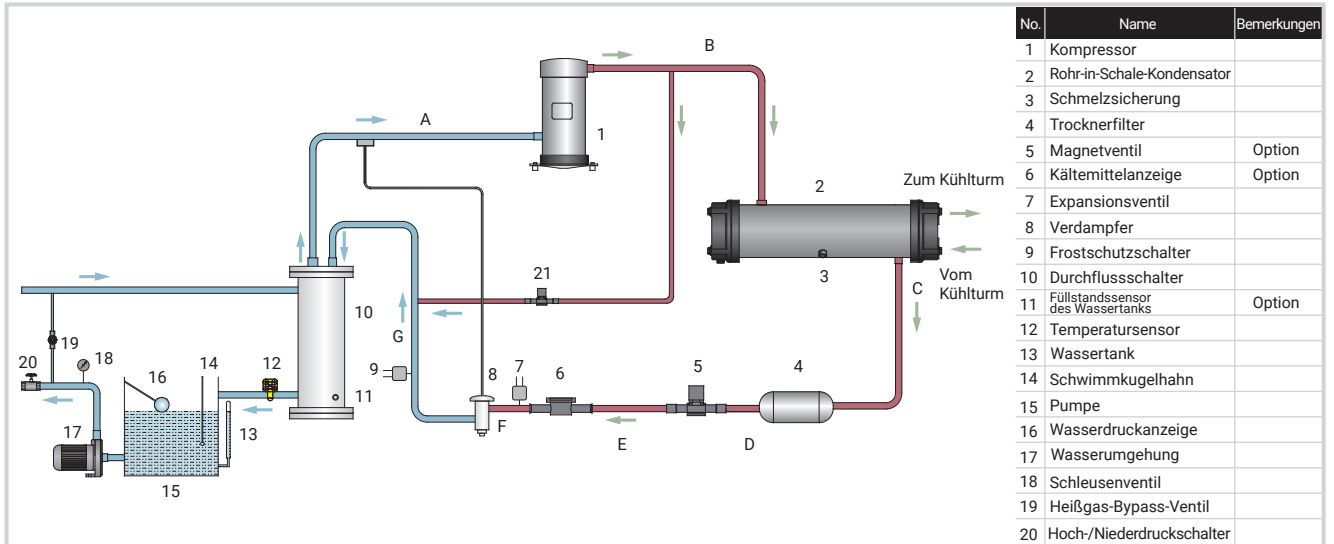 B
A
1
2
Zum Kühlturm
3
Vom
Kühlturm
C
21
10
G
19
18
20
14
12
9
8
7
6
5
4
16
11
F
17
13
E
D
15
No. Name Bemerkungen
1 Kompressor
2 Rohr-in-Schale-Kondensator
3 Schmelzsicherung
4 Trocknerfilter
5 Magnetventil Option
6 Kältemittelanzeige Option
7 Expansionsventil
8 Verdampfer
9 Frostschutzschalter
10 Durchflussschalter
11 Füllstandssensor
des Wassertanks Option
12 Temperatursensor
13 Wassertank
14 Schwimmkugelhahn
15 Pumpe
16 Wasserdruckanzeige
17 Wasserumgehung
18 Schleusenventil
19 Heißgas-Bypass-Ventil
20 Hoch-/Niederdruckschalter